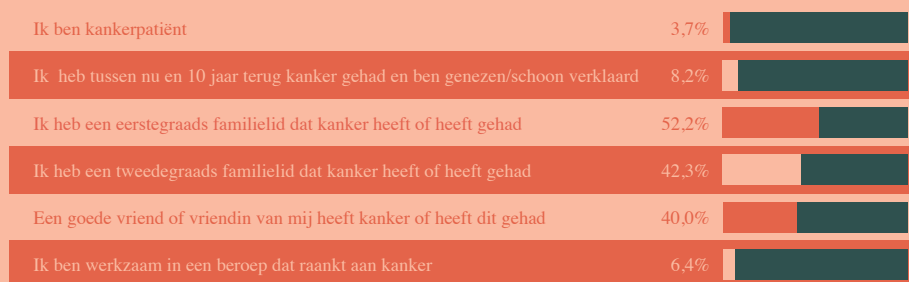 Ik ben kankerpatiënt 3,7%
Ik heb tussen nu en 10 jaar terug kanker gehad en ben genezen/schoon verklaard 8,2%
Ik heb een eerstegraads familielid dat kanker heeft of heeft gehad 52,2%
Ik heb een tweedegraads familielid dat kanker heeft of heeft gehad 42,3%
Een goede vriend of vriendin van mij heeft kanker of heeft dit gehad 40,0%
Ik ben werkzaam in een beroep dat raakt aan kanker 6,4%